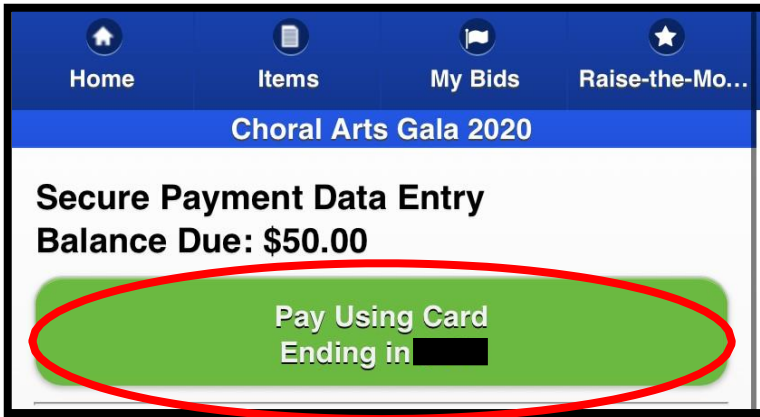 Home Items My Bids Raise-the-Mo...
Choral Arts Gala 2020
Secure Payment Data Entry
Balance Due: $50.00
Pay Using Card
Ending in